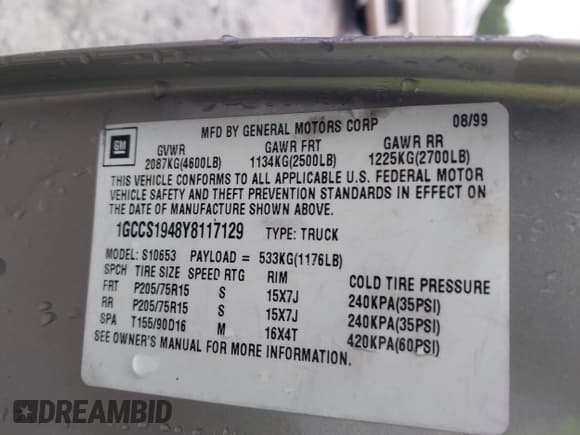 MFD BY GENERAL MOTORS CORP 08/99
GM
GVWR GAWR FRT GAWR RR
2087KG(4600LB) 1134KG(2500LB) 1225KG(2700LB)
THIS VEHICLE CONFORMS TO ALL APPLICABLE U.S. FEDERAL MOTOR
VEHICLE SAFETY AND THEFT PREVENTION STANDARDS IN EFFECT ON
THE DATE OF MANUFACTURE SHOWN ABOVE.
1GCCS1948Y8117129 TYPE: TRUCK
MODEL: S10653 PAYLOAD = 533KG(1176LB)
SPCH TIRE SIZE SPEED RTG RIM COLD TIRE PRESSURE
FRT P205/75R15 S 15X7J 240KPA(35PSI)
RR P205/75R15 S 15X7J 240KPA(35PSI)
SPA T155/90D16 M 16X4T 420KPA(60PSI)
SEE OWNER'S MANUAL FOR MORE INFORMATION.
DREAMBID